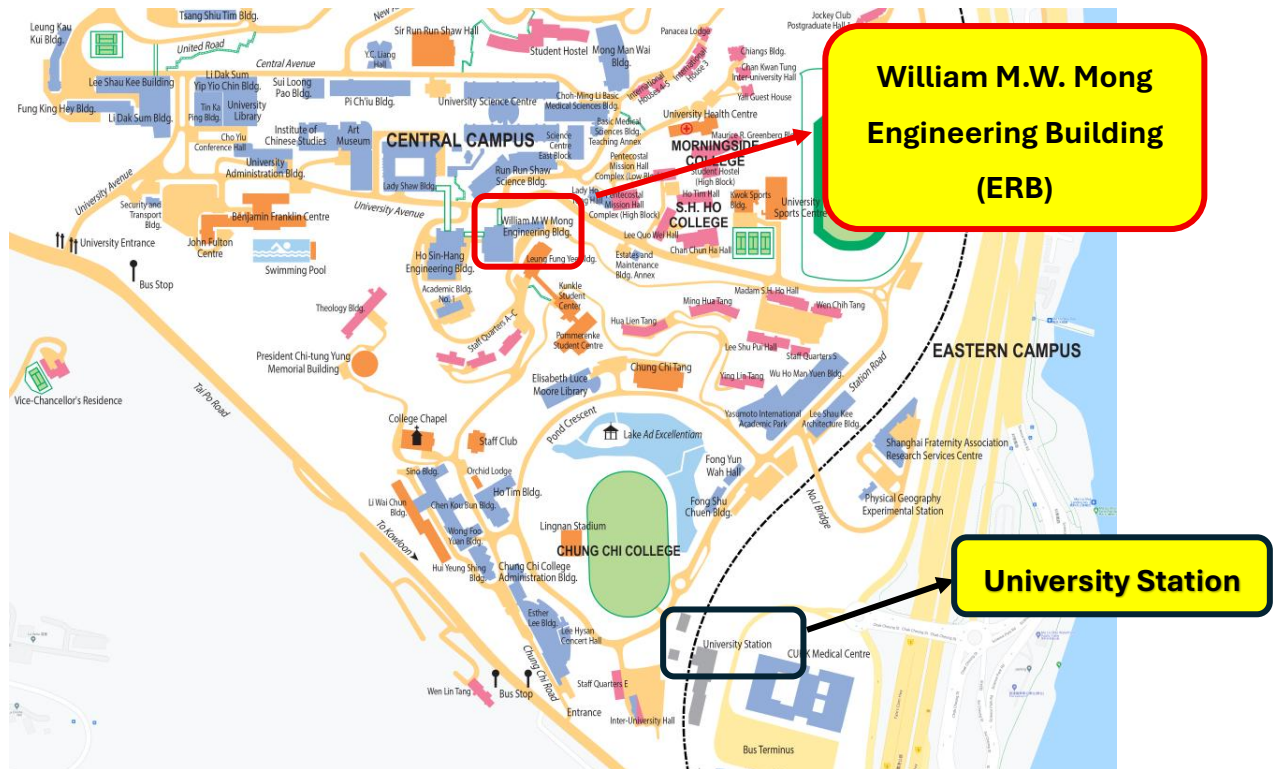 Leung Kau
Kui Bldg.
Tsang Shiu Tim Bldg.
United Road
Sir Run Run Shaw Hall
Y.C. Liang
Hall
Student Hostel
Mong Man Wai
Bldg.
Panacea Lodge
Jockey Club
Postgraduate Hall
Chiangs Bldg.
Chan Kwan Tung
Inter-university Hall
Yali Guest House
International
House 3
International
House 4-5
Central Avenue
Lee Shau Kee Building
Li Dak Sum
Yip Yio Chin Bldg.
Sui Loong
Pao Bldg.
Pi Ch'iu Bldg.
University Science Centre
Choh-Ming Li Basic
Medical Sciences Bldg.
University Health Centre
Fung King Hey Bldg.
Li Dak Sum Bldg.
Tin Ka
Ping Bldg.
University
Library
Institute of
Chinese Studies
Art
Museum
CENTRAL CAMPUS
Science
Centre
East Block
Basic Medical
Sciences Bldg.
Teaching Annex
Maurice R. Greenberg
MORNINGSIDE
COLLEGE
Cho Yiu
Conference Hall
University
Administration Bldg.
Lady Shaw Bldg.
Run Run Shaw
Science Bldg.
Pentecostal
Mission Hall
Complex (Low
Student Hostel
(High Block)
Lady Ho
Pentecostal
Mission Hall
Complex (High Block)
Ho Tim Hall
S.H. HO
COLLEGE
Kwok Sports
Bldg.
University
Sports Centre
University Avenue
Security and
Transport
Bldg.
University Avenue
Benjamin Franklin Centre
William M.W Mong
Engineering Bldg.
Lee Quo Wei Hall
Chan Chun Ha Hall
University Entrance
John Fulton
Centre
Swimming Pool
Ho Sin-Hang
Engineering Bldg.
Leung Fung Yee Bldg.
Estates and
Maintenance
Bldg. Annex
Bus Stop
Academic Bldg.
No. 1
Kunkle
Student
Center
Madam S.H. Ho Hall
Ming Hua Tang
Wen Chih Tang
Theology Bldg.
Staff Quarters A-C
Pommerenke
Student Centre
Hua Lien Tang
Lee Shu Pui Hall
President Chi-tung Yung
Memorial Building
EASTERN CAMPUS
Staff Quarters S
Station Road
Elisabeth Luce
Moore Library
Chung Chi Tang
Ying Lin Tang
Wu Ho Man Yuen Bldg.
Vice-Chancellor's Residence
Tai Po Road
College Chapel
Pond Crescent
Yasumoto International
Academic Park
Lee Shau Kee
Architecture Bldg.
Staff Club
Lake Ad Excellentiam
Shanghai Fraternity Association
Research Services Centre
Sino Bldg.
Orchid Lodge
Fong Yun
Wah Hall
Ho Tim Bldg.
Li Wai Chun
Bldg.
Chen Kou Bun Bldg.
Fong Shu
Chuen Bldg.
No.1 Bridge
Physical Geography
Experimental Station
To Kowloon
Wong Foo
Yuan Bldg.
Lingnan Stadium
CHUNG CHI COLLEGE
Hui Yeung Shing
Bldg.
Chung Chi College
Administration Bldg.
Esther
Lee Bldg.
Lee Hysan
Concert Hall
University Station
CUHK Medical Centre
Chung Chi Road
Wen Lin Tang
Bus Stop
Staff Quarters E
Entrance
Inter-University Hall
Bus Terminus
William M.W. Mong
Engineering Building
(ERB)
University Station